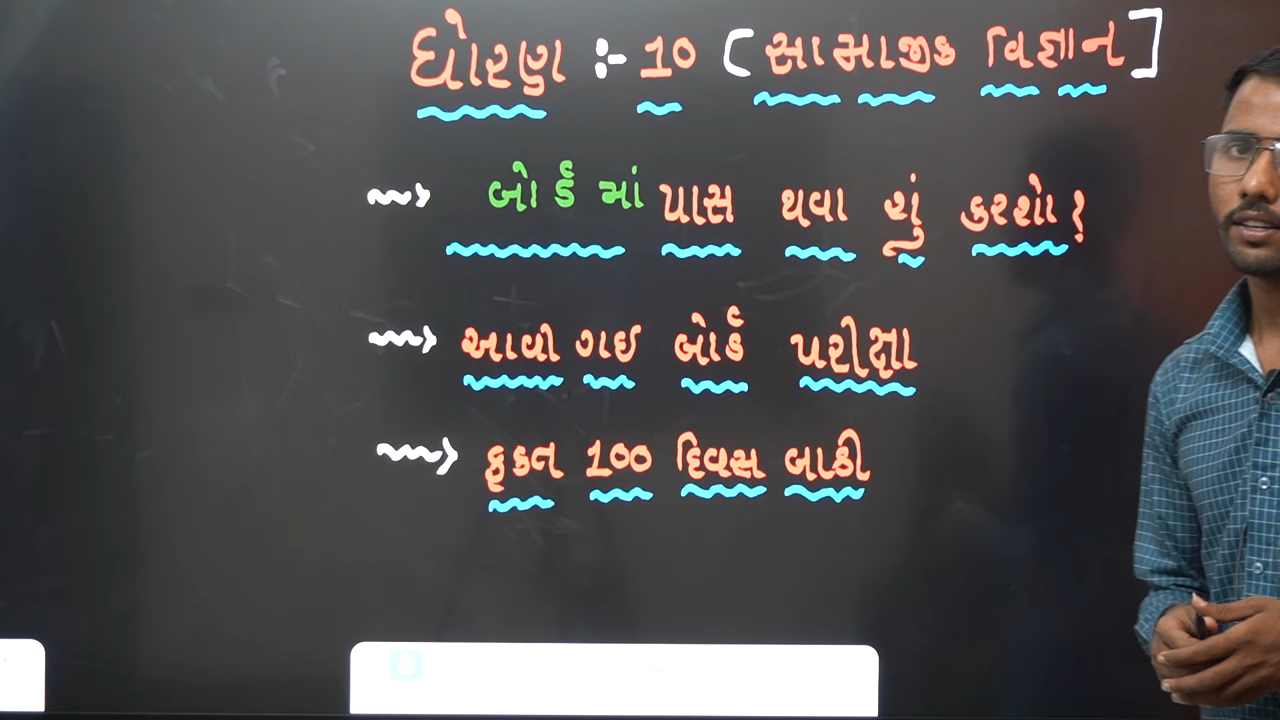 ધોરણ :- 10 [સામાજીક વિજ્ઞાન]
બોર્ડ માં પાસ થવા શું કરશો?
આવી ગઈ બોર્ડ પરીક્ષા
ફક્ત 100 દિવસ બાકી